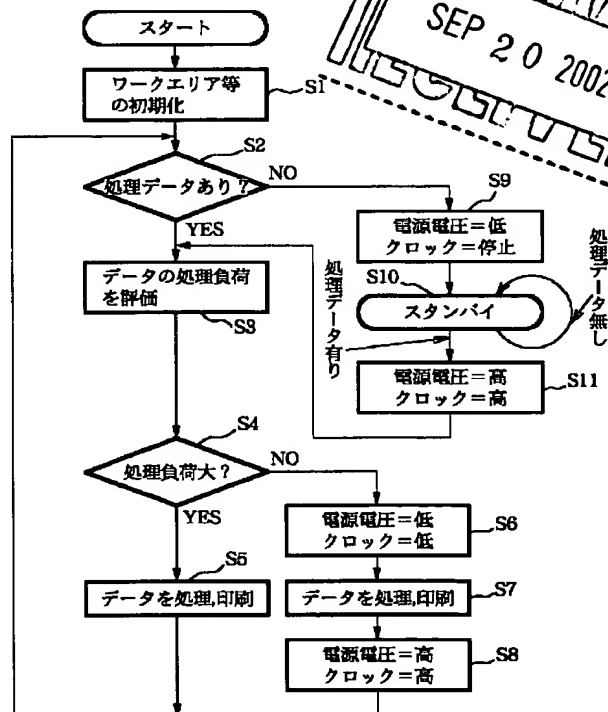 スタート
SEP 20 2002
ワークエリア等
の初期化
S1
S2
処理データあり?
NO
YES
S9
電源電圧=低
クロック=停止
データの処理負荷
を評価
S3
S10
スタンバイ
処理データ無し
処理データ有り
電源電圧=高
クロック=高
S11
S4
処理負荷大?
NO
YES
電源電圧=低
クロック=低
S6
S5
データを処理,印刷
データを処理,印刷
S7
電源電圧=高
クロック=高
S8